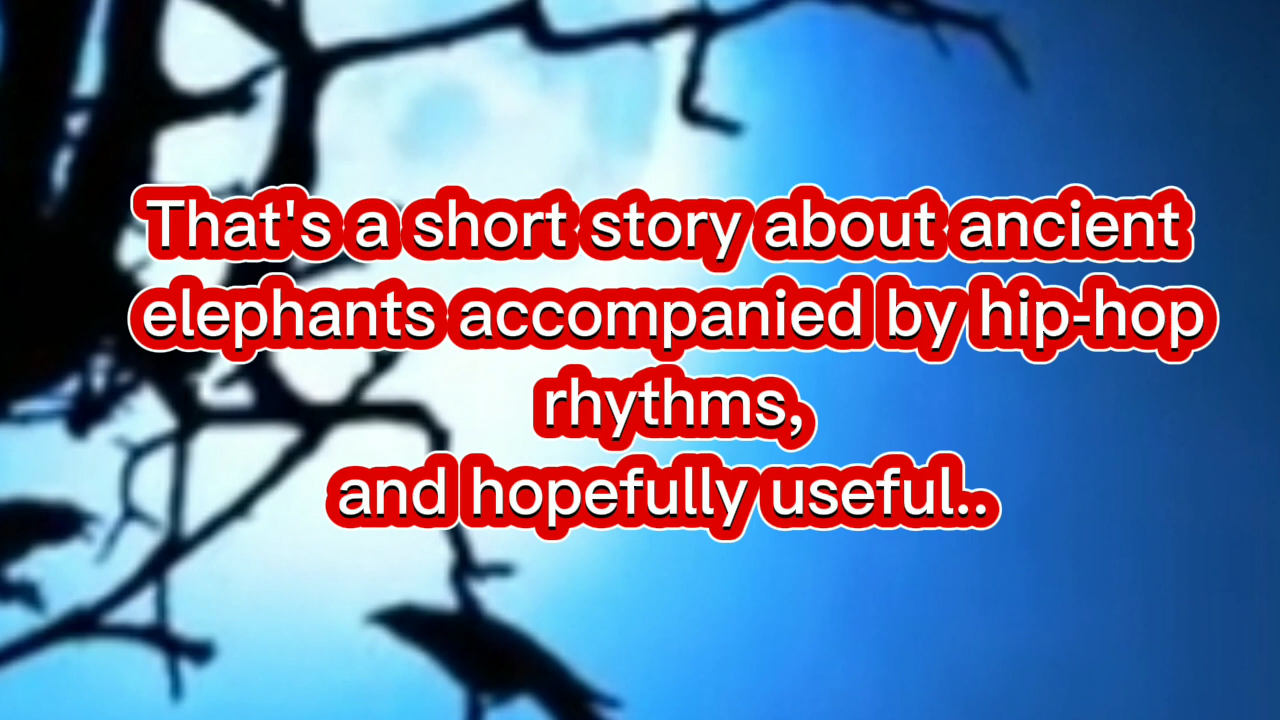 That's a short story about ancient
elephants accompanied by hip-hop
rhythms,
and hopefully useful..